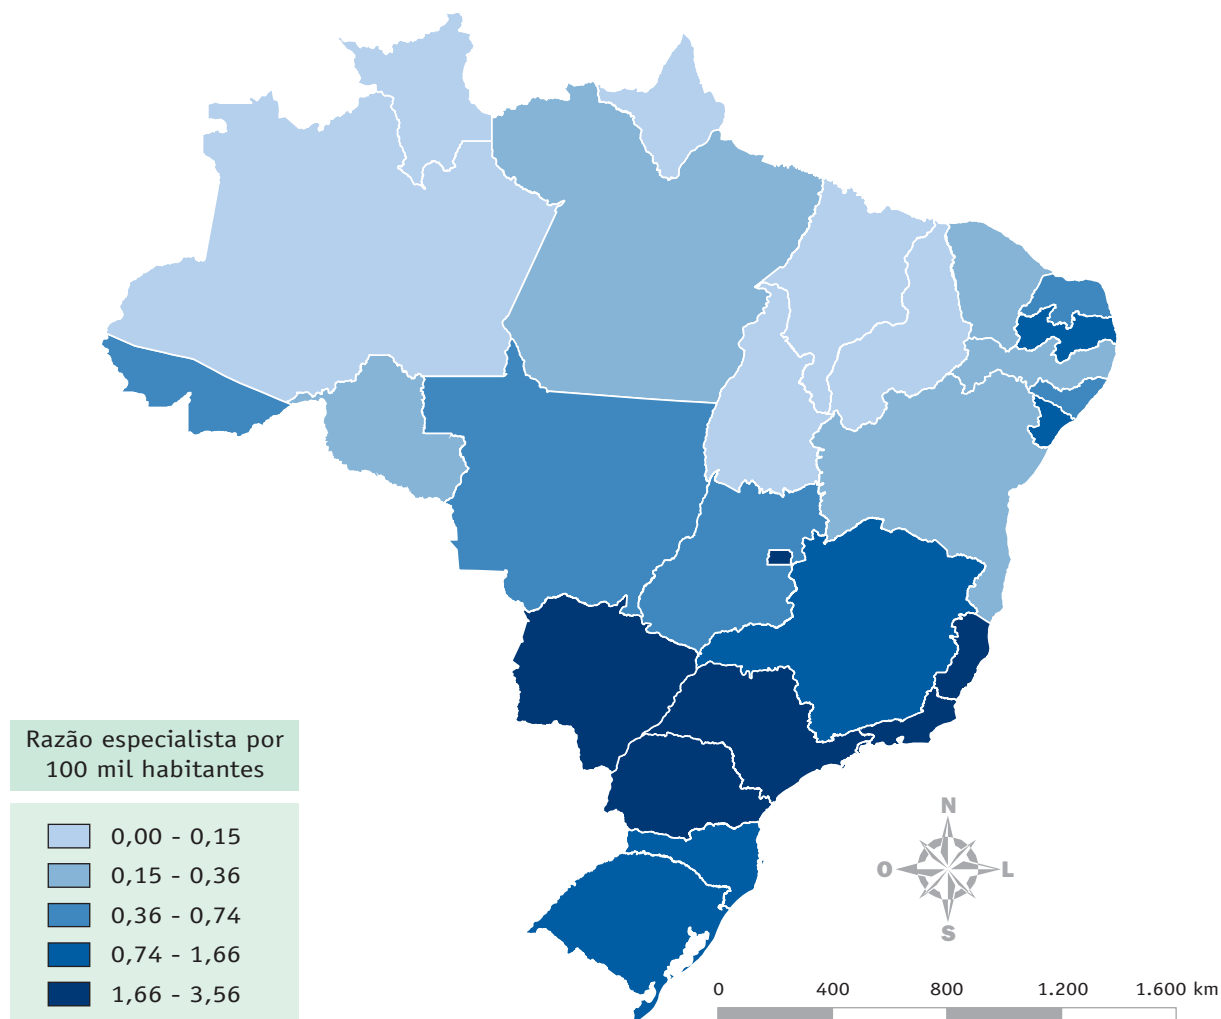 Razão especialista por
100 mil habitantes
0,00 - 0,15
0,15 - 0,36
0,36 - 0,74
0,74 - 1,66
1,66 - 3,56
N
O
L
S
0 400 800 1.200 1.600 km